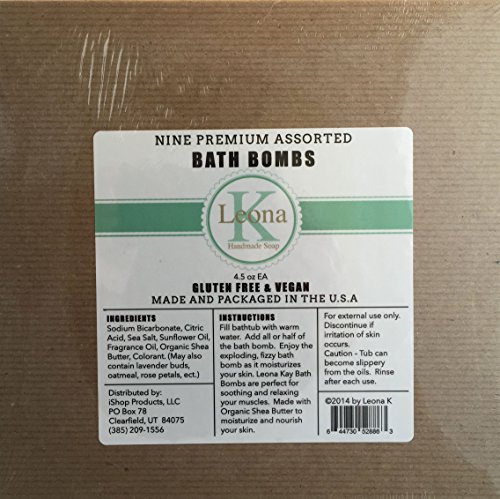 NINE PREMIUM ASSORTED
BATH BOMBS
K
Leona
Handmade Soap
4.5 oz EA
GLUTEN FREE & VEGAN
MADE AND PACKAGED IN THE U.S.A
INGREDIENTS
Sodium Bicarbonate, Citric
Acid, Sea Salt, Sunflower Oil,
Fragrance Oil, Organic Shea
Butter, Colorant. (May also
contain lavender buds,
oatmeal, rose petals, ect.)
Distributed by:
iShop Products, LLC
PO Box 78
Clearfield, UT 84075
(385) 209-1556
INSTRUCTIONS
Fill bathtub with warm
water. Add all or half of
the bath bomb. Enjoy the
exploding, fizzy bath
bomb as it moisturizes
your skin. Leona Kay Bath
Bombs are perfect for
soothing and relaxing
your muscles. Made with
Organic Shea Butter to
moisturize and nourish
your skin.
For external use only.
Discontinue if
irritation of skin
occurs.
Caution - Tub can
become slippery
from the oils. Rinse
after each use.
©2014 by Leona K
6 44730 52886 3